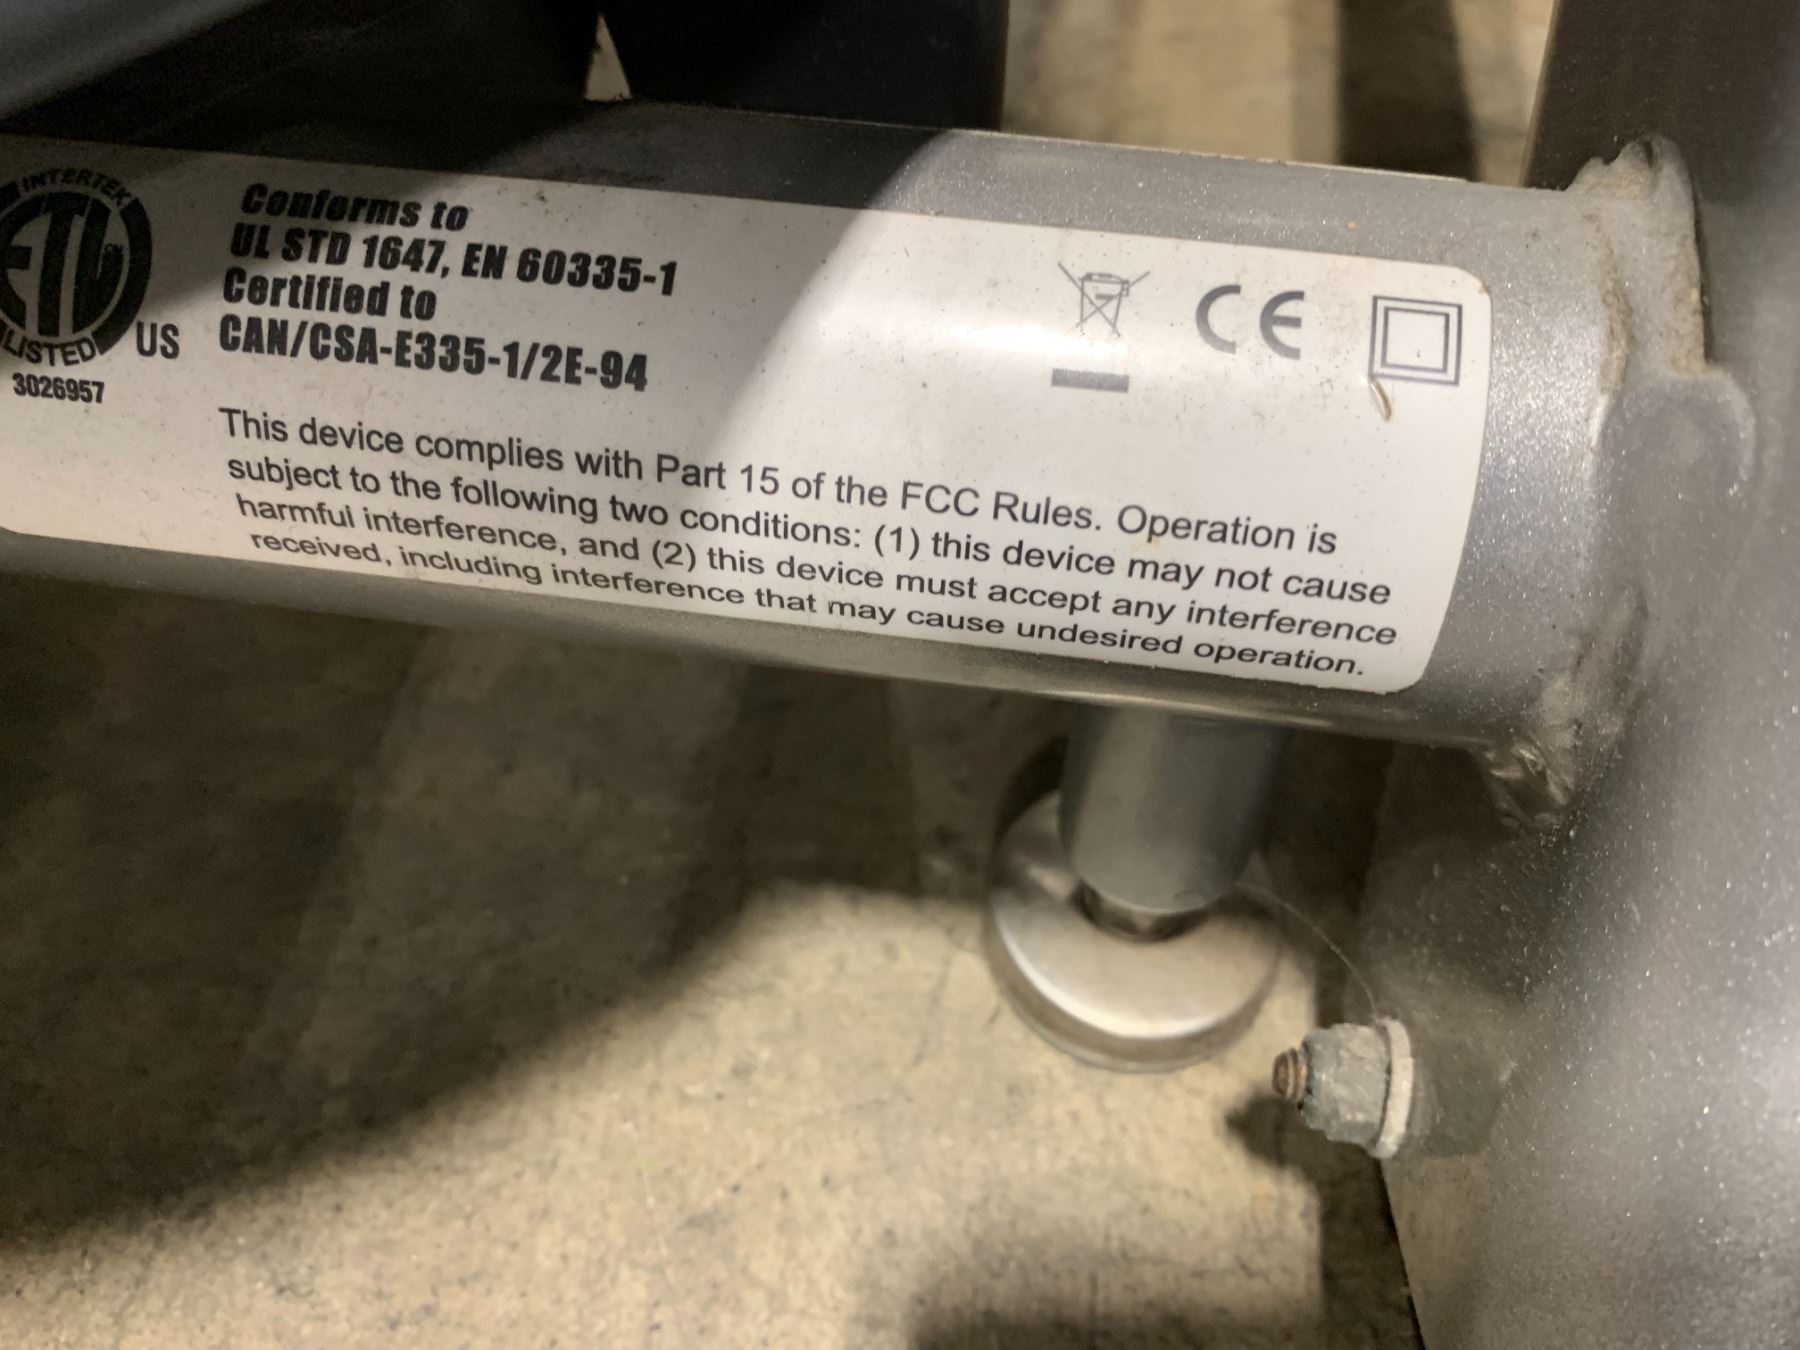 INTERTEK
ETL
CM
LISTED
US
3026957
Conforms to
UL STD 1647, EN 60335-1
Certified to
CAN/CSA-E335-1/2E-94
CE
This device complies with Part 15 of the FCC Rules. Operation is
subject to the following two conditions: (1) this device may not cause
harmful interference, and (2) this device must accept any interference
received, including interference that may cause undesired operation.